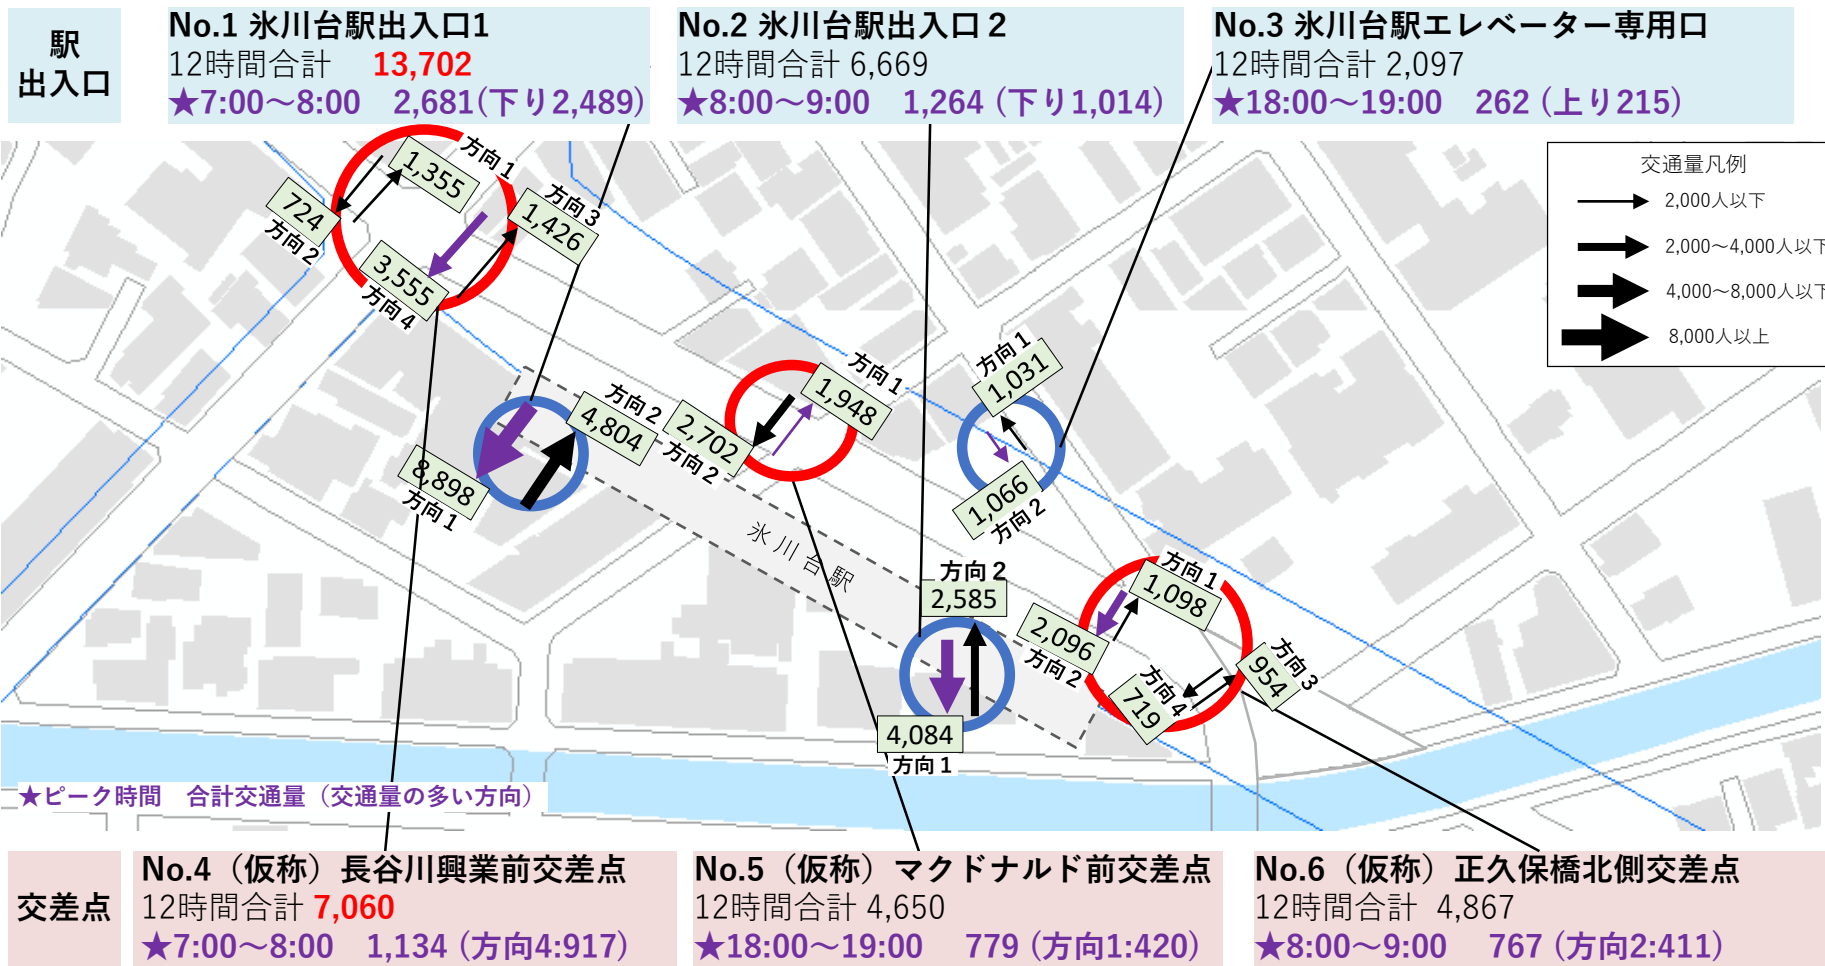 駅
出入口
No.1 氷川台駅出入口1
12時間合計 13,702
★7:00～8:00 2,681(下り2,489)
No.2 氷川台駅出入口２
12時間合計 6,669
★8:00～9:00 1,264 (下り1,014)
No.3 氷川台駅エレベーター専用口
12時間合計 2,097
★18:00～19:00 262 (上り215)
交通量凡例
2,000人以下
2,000～4,000人以下
4,000～8,000人以下
8,000人以上
方向１
1,355
724
方向２
方向３
1,426
3,555
方向４
方向２
4,804
8,898
方向１
方向１
1,948
2,702
方向２
方向１
1,031
1,066
方向２
氷川台駅
方向２
2,585
4,084
方向１
方向１
1,098
2,096
方向２
方向３
954
方向４
719
★ピーク時間 合計交通量（交通量の多い方向）
交差点
No.4（仮称）長谷川興業前交差点
12時間合計 7,060
★7:00～8:00 1,134 (方向4:917)
No.5（仮称）マクドナルド前交差点
12時間合計 4,650
★18:00～19:00 779 (方向1:420)
No.6（仮称）正久保橋北側交差点
12時間合計 4,867
★8:00～9:00 767 (方向2:411)